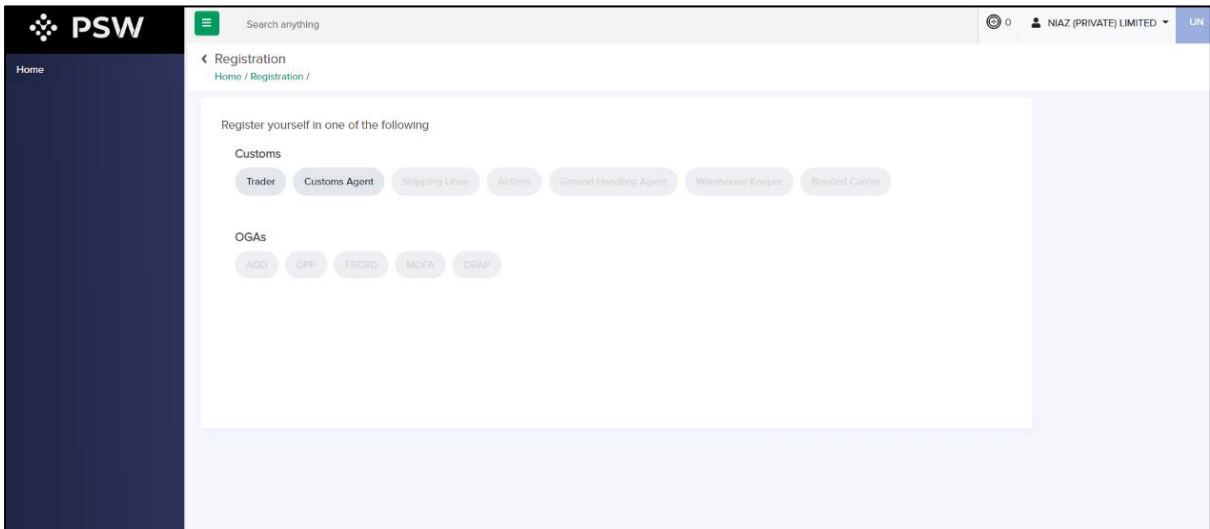 PSW
Search anything
0
NIAZ (PRIVATE) LIMITED
UN
Home
Registration
Home / Registration /
Register yourself in one of the following
Customs
Trader Customs Agent Shipping Lines Airlines Ground Handling Agent Warehouse Keeper Bonded Carrier
OGAs
AQD DPP FSCRD MOFA DRAP